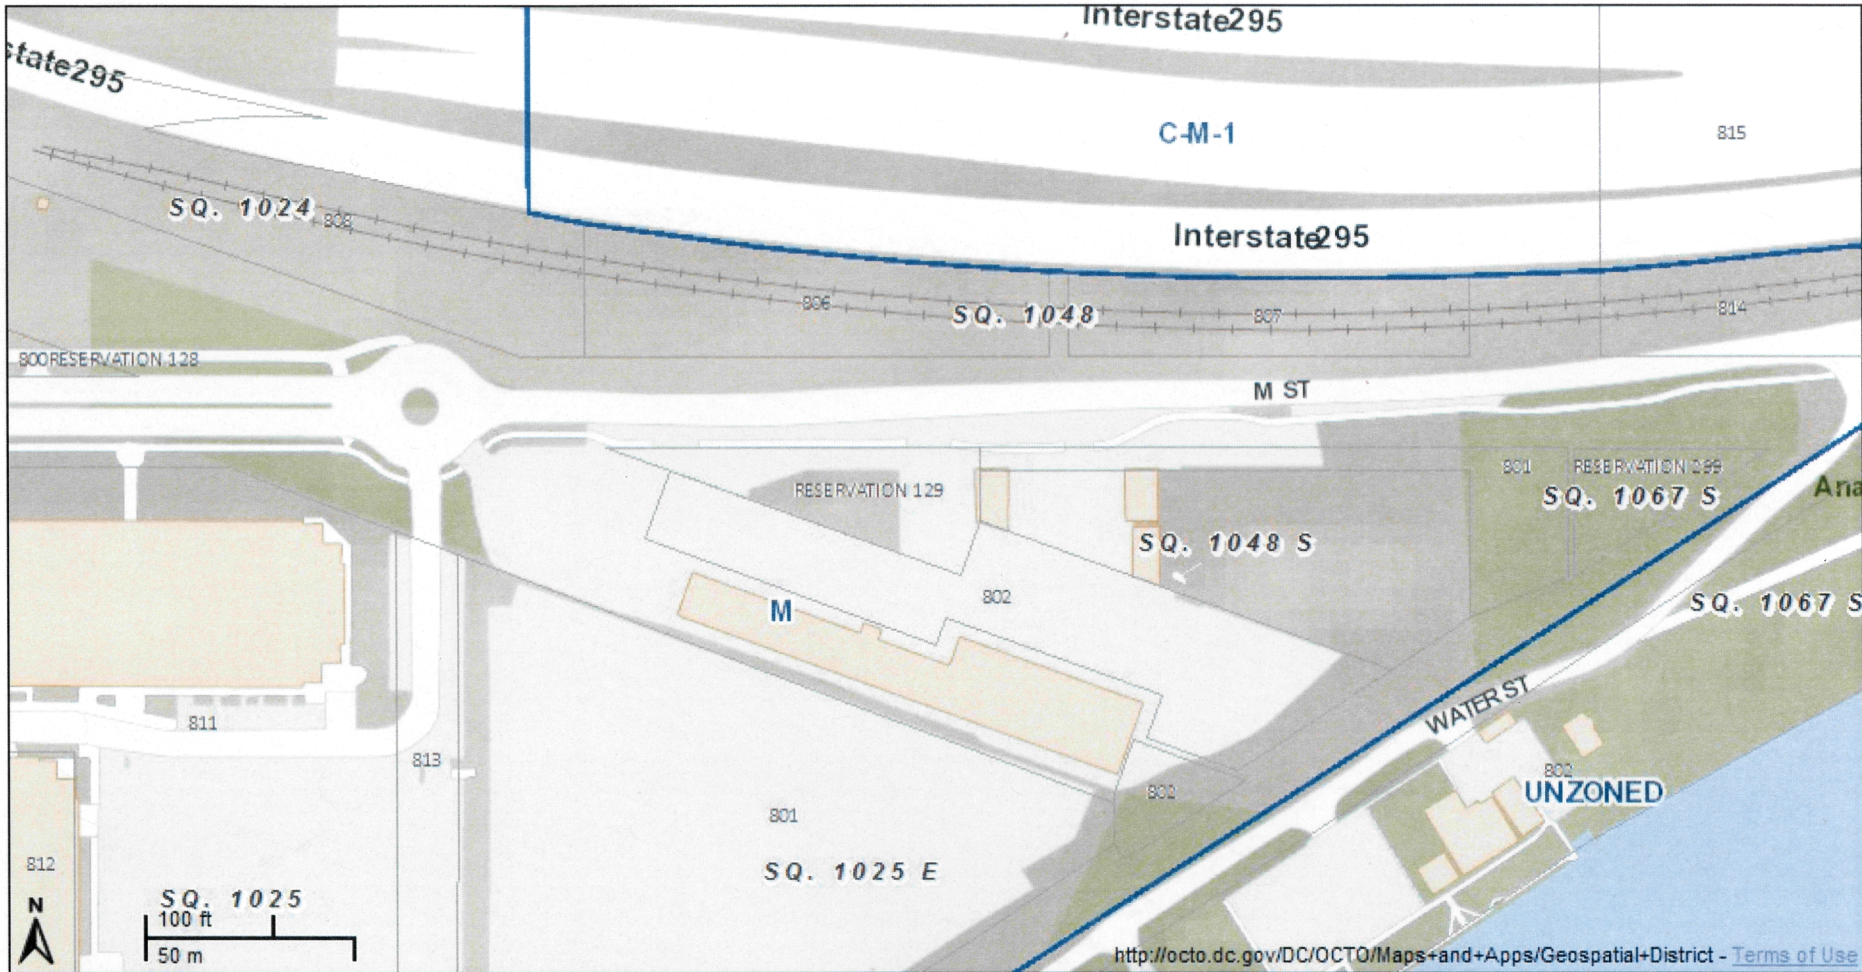 Interstate295
state295
C-M-1
815
SQ. 1024
808
Interstate295
806
SQ. 1048
807
814
800RESERVATION 128
M ST
RESERVATION 129
801
RESERVATION 299
SQ. 1067 S
Ana
SQ. 1048 S
802
M
SQ. 1067 S
WATER ST
811
813
802
802
UNZONED
801
SQ. 1025 E
812
SQ. 1025
N
100 ft
50 m
http://octo.dc.gov/DC/OCTO/Maps+and+Apps/Geospatial+District - Terms of Use